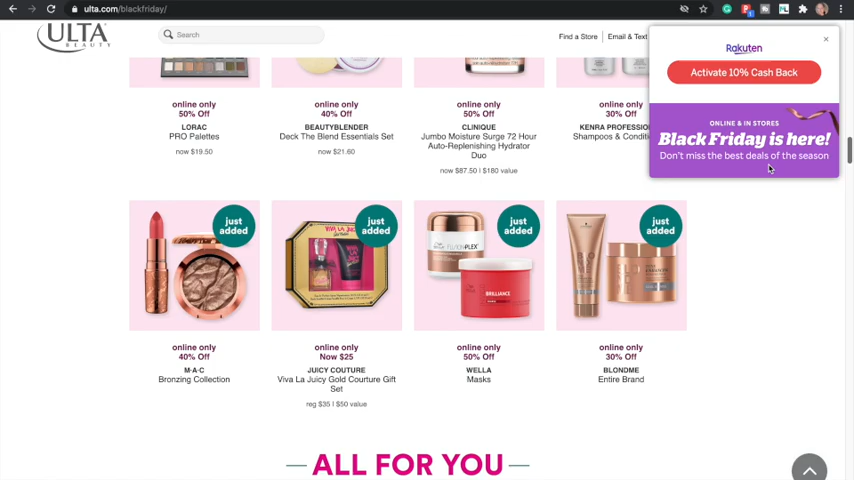 ulta.com/blackfriday/
ULTA
BEAUTY
Search
Find a Store
Email & Text
Rakuten
Activate 10% Cash Back
ONLINE & IN STORES
Black Friday is here!
Don't miss the best deals of the season
online only
50% Off
LORAC
PRO Palettes
now $19.50
online only
40% Off
BEAUTYBLENDER
Deck The Blend Essentials Set
now $21.60
online only
50% Off
CLINIQUE
Jumbo Moisture Surge 72 Hour
Auto-Replenishing Hydrator
Duo
now $87.50 | $180 value
online only
30% Off
KENRA PROFESSIO
Shampoos & Conditi
just
added
online only
40% Off
M·A·C
Bronzing Collection
just
added
VIVA LA JUICY
online only
Now $25
JUICY COUTURE
Viva La Juicy Gold Courture Gift
Set
reg $35 | $50 value
just
added
BRILLIANCE
online only
50% Off
WELLA
Masks
just
added
online only
30% Off
BLONDME
Entire Brand
ALL FOR YOU